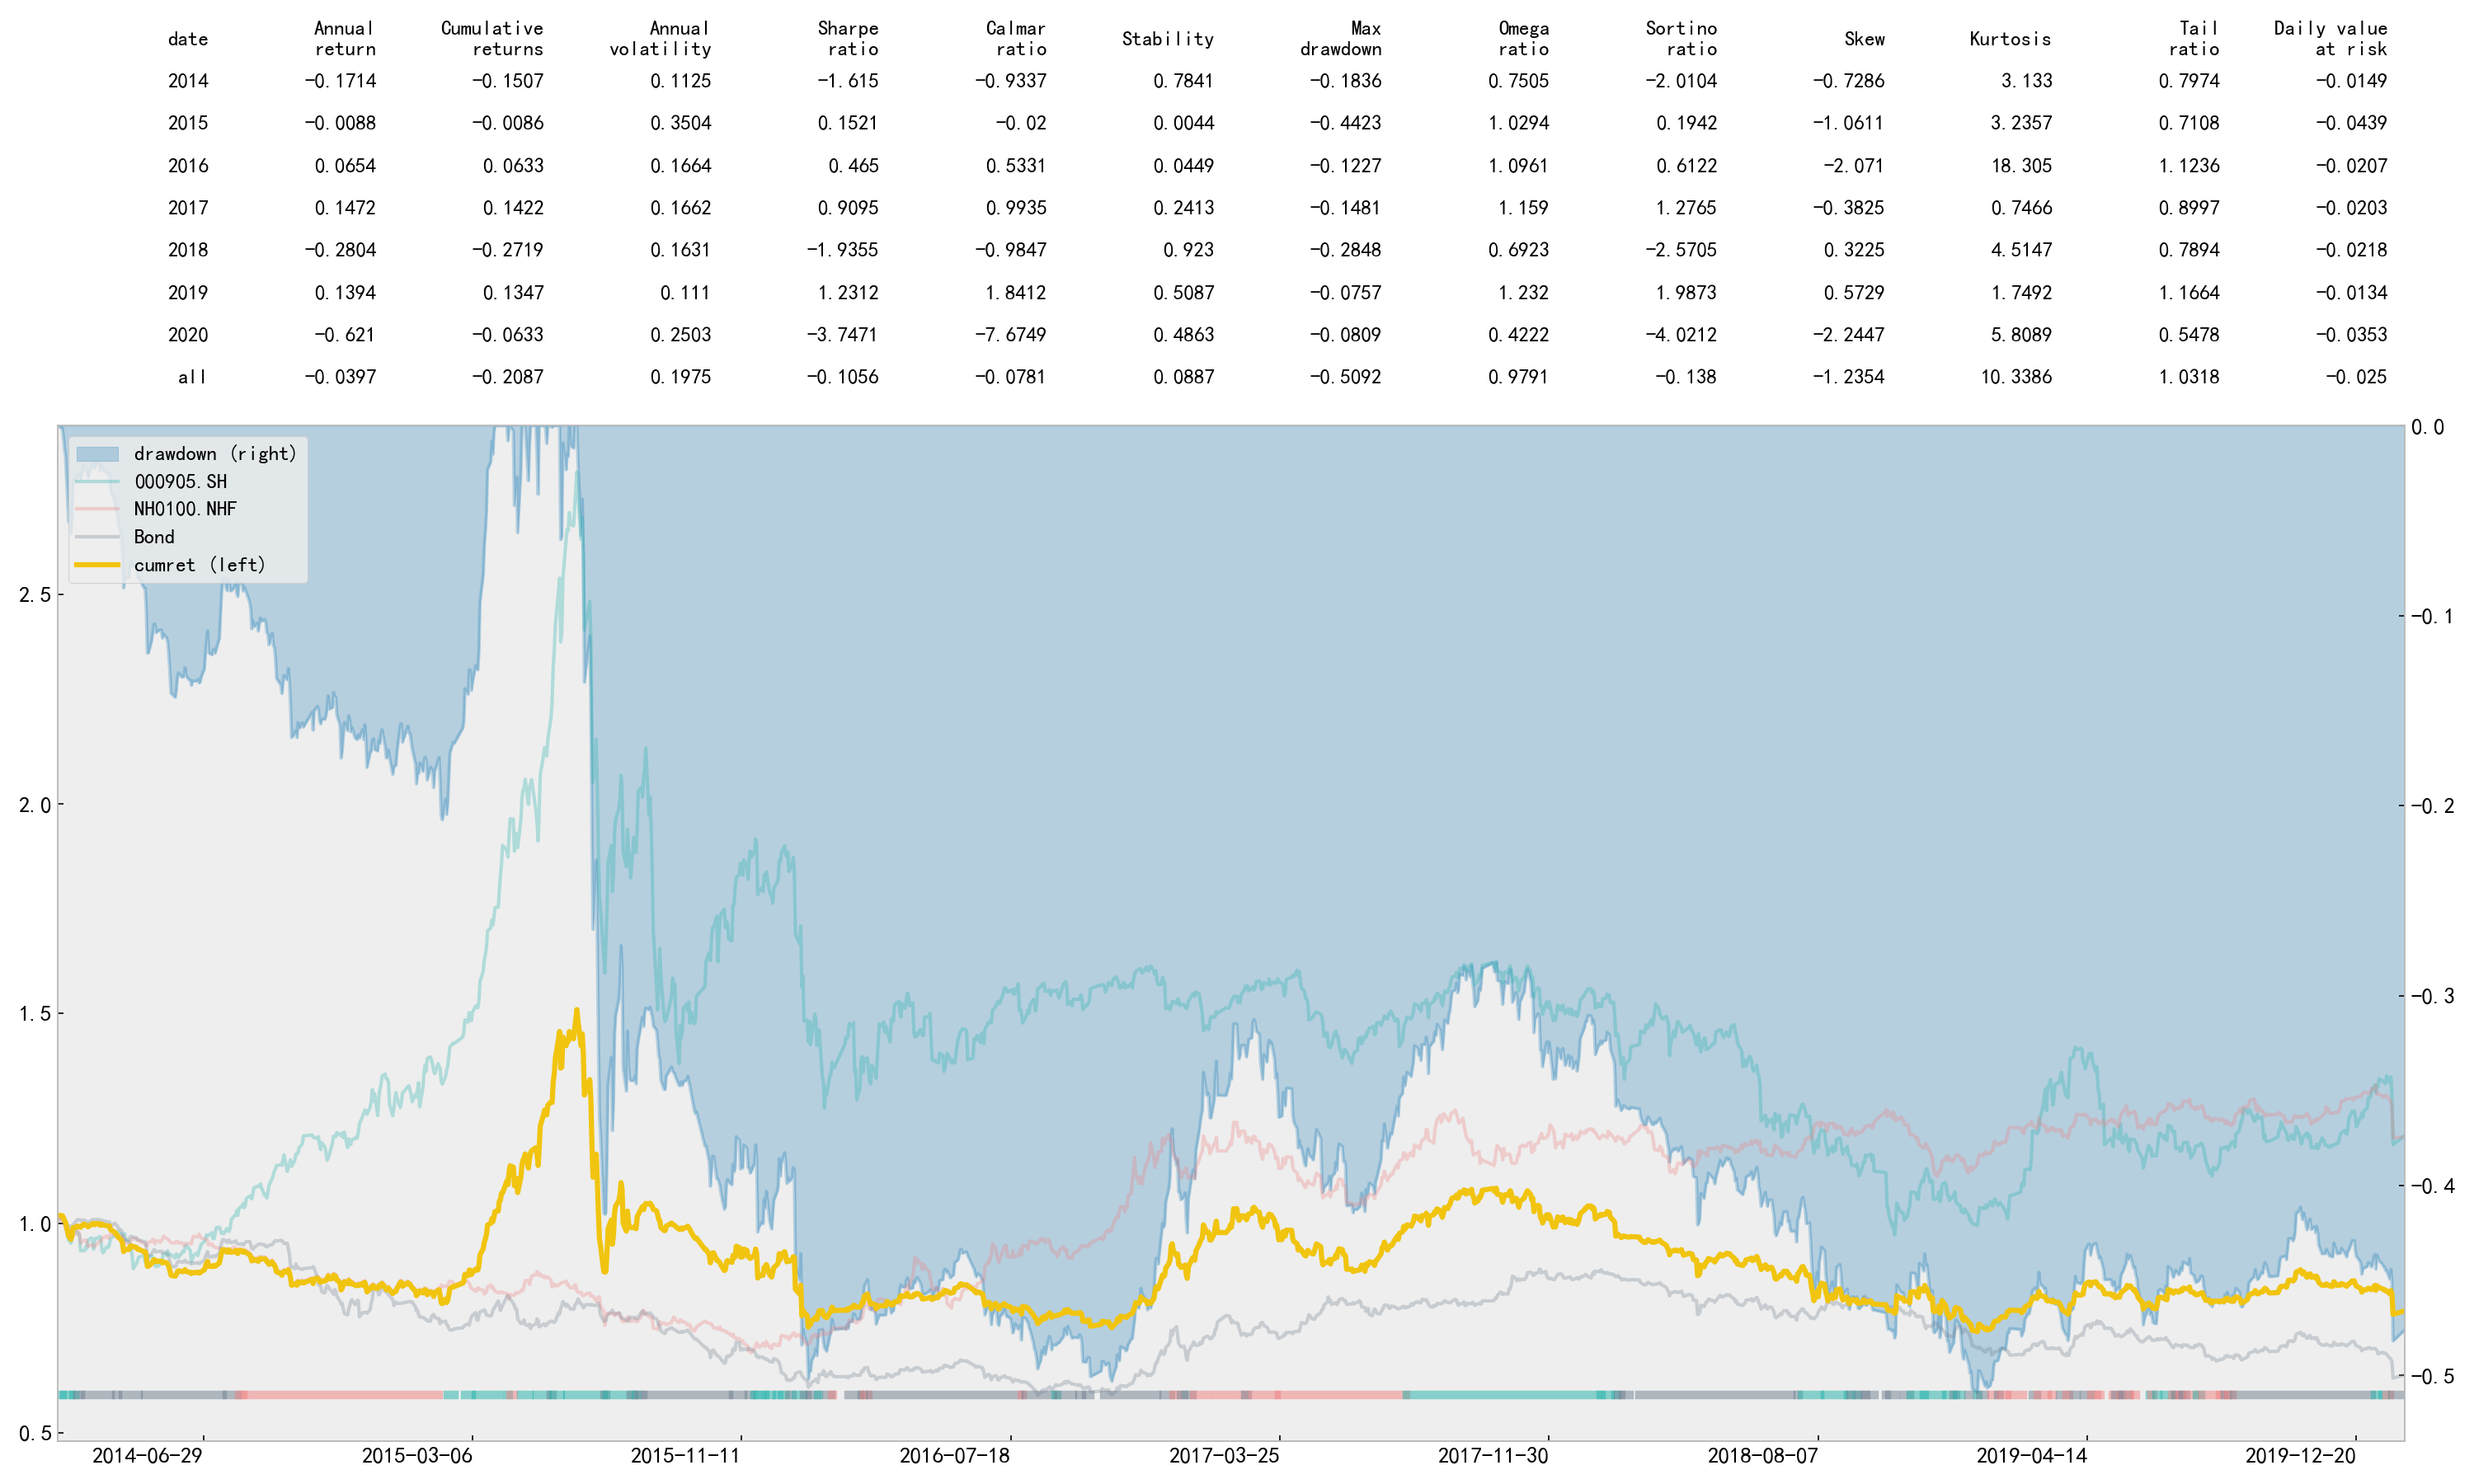 date Annual return Cumulative returns Annual volatility Sharpe ratio Calmar ratio Stability Max drawdown Omega ratio Sortino ratio Skew Kurtosis Tail ratio Daily value at risk
2014 -0.1714 -0.1507 0.1125 -1.615 -0.9337 0.7841 -0.1836 0.7505 -2.0104 -0.7286 3.133 0.7974 -0.0149
2015 -0.0088 -0.0086 0.3504 0.1521 -0.02 0.0044 -0.4423 1.0294 0.1942 -1.0611 3.2357 0.7108 -0.0439
2016 0.0654 0.0633 0.1664 0.465 0.5331 0.0449 -0.1227 1.0961 0.6122 -2.071 18.305 1.1236 -0.0207
2017 0.1472 0.1422 0.1662 0.9095 0.9935 0.2413 -0.1481 1.159 1.2765 -0.3825 0.7466 0.8997 -0.0203
2018 -0.2804 -0.2719 0.1631 -1.9355 -0.9847 0.923 -0.2848 0.6923 -2.5705 0.3225 4.5147 0.7894 -0.0218
2019 0.1394 0.1347 0.111 1.2312 1.8412 0.5087 -0.0757 1.232 1.9873 0.5729 1.7492 1.1664 -0.0134
2020 -0.621 -0.0633 0.2503 -3.7471 -7.6749 0.4863 -0.0809 0.4222 -4.0212 -2.2447 5.8089 0.5478 -0.0353
all -0.0397 -0.2087 0.1975 -0.1056 -0.0781 0.0887 -0.5092 0.9791 -0.138 -1.2354 10.3386 1.0318 -0.025
drawdown (right)
000905.SH
NH0100.NHF
Bond
cumret (left)
2.5
2.0
1.5
1.0
0.5
0.0
-0.1
-0.2
-0.3
-0.4
-0.5
2014-06-29 2015-03-06 2015-11-11 2016-07-18 2017-03-25 2017-11-30 2018-08-07 2019-04-14 2019-12-20